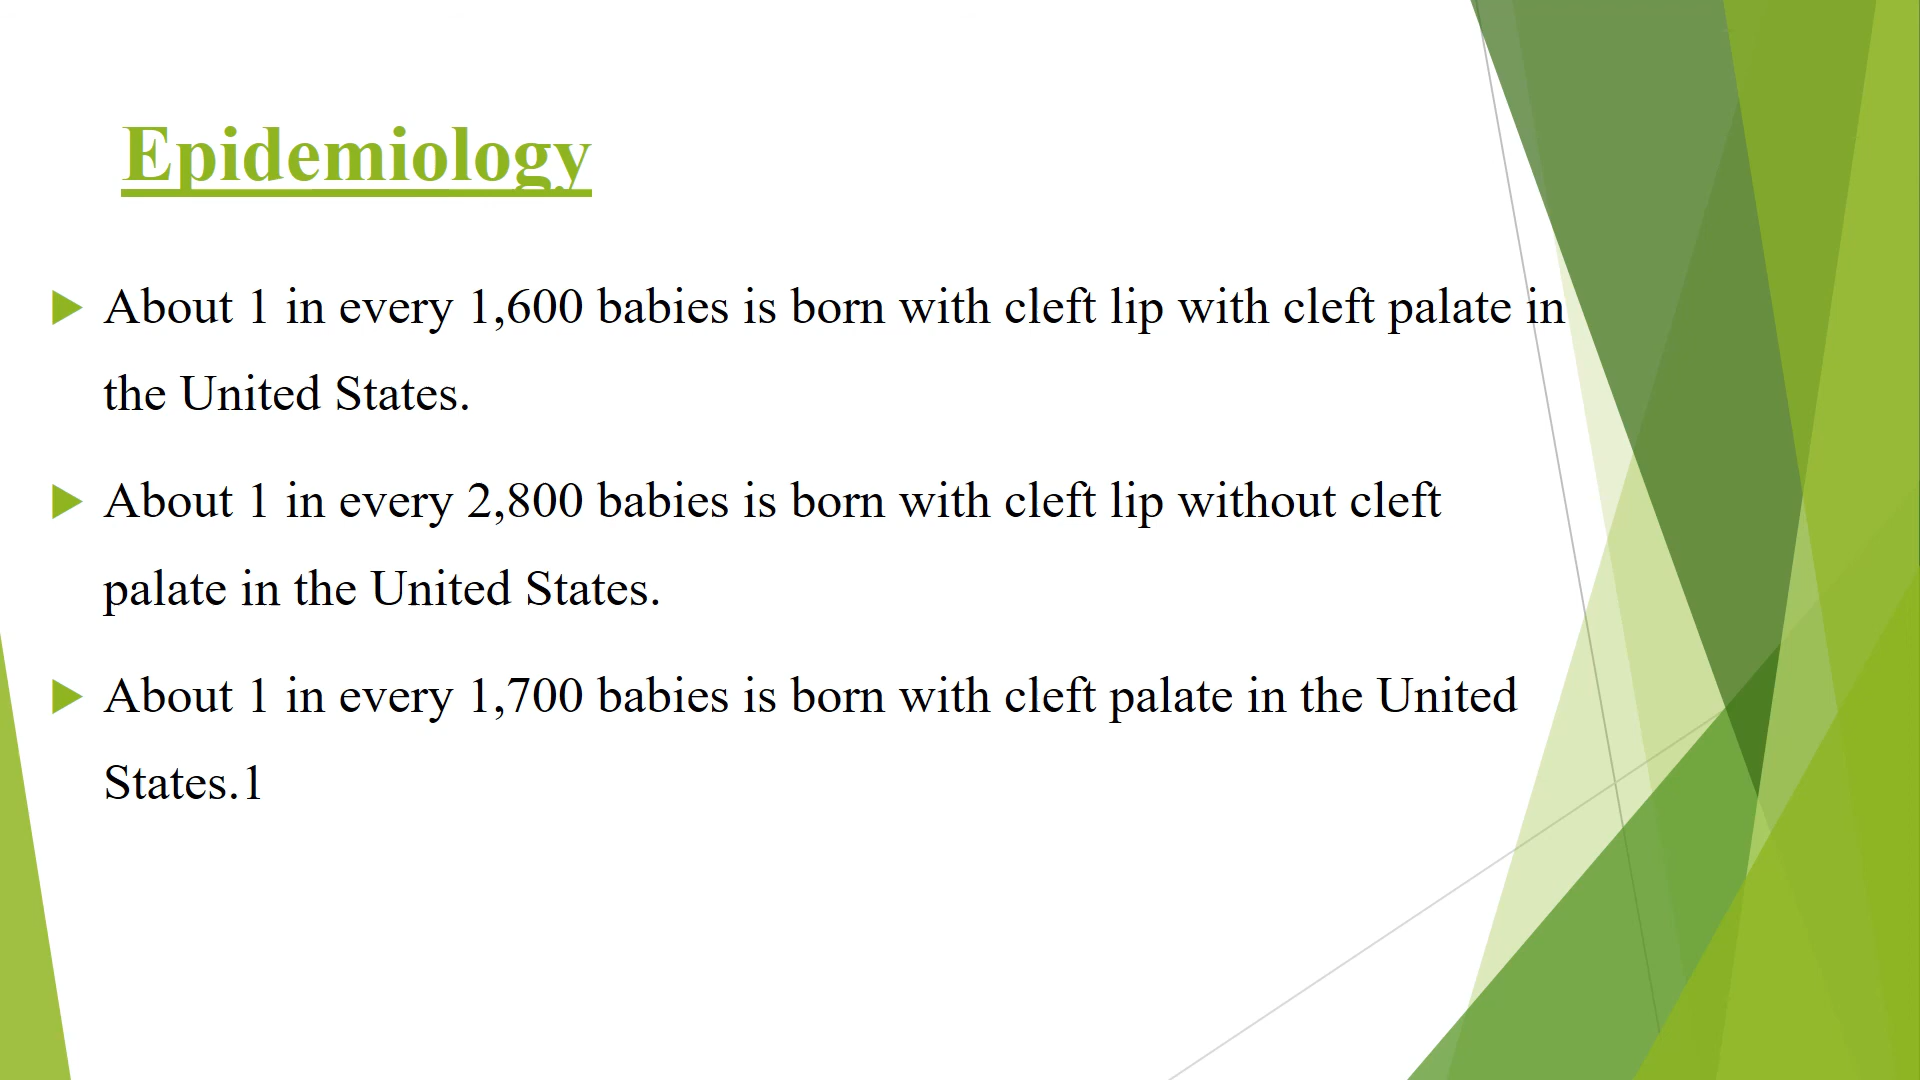 Epidemiology
About 1 in every 1,600 babies is born with cleft lip with cleft palate in
the United States.
About 1 in every 2,800 babies is born with cleft lip without cleft
palate in the United States.
About 1 in every 1,700 babies is born with cleft palate in the United
States.1